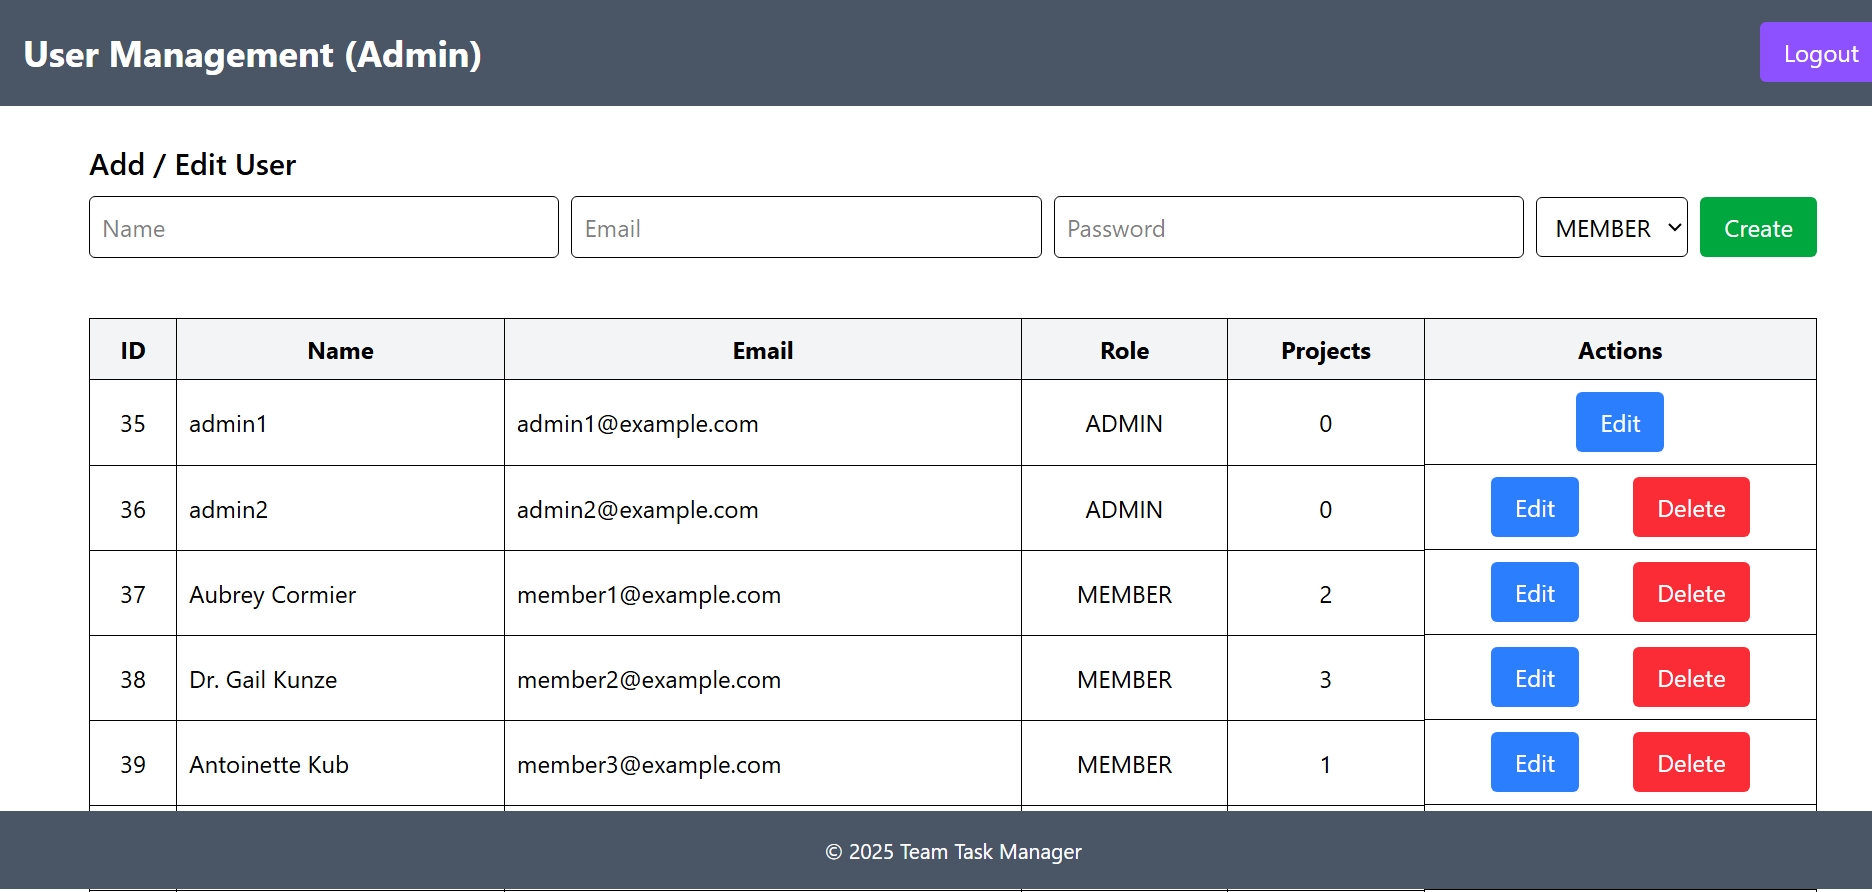 User Management (Admin)
Logout
Add / Edit User
Name Email Password MEMBER Create
ID Name Email Role Projects Actions
35 admin1 admin1@example.com ADMIN 0 Edit
36 admin2 admin2@example.com ADMIN 0 Edit Delete
37 Aubrey Cormier member1@example.com MEMBER 2 Edit Delete
38 Dr. Gail Kunze member2@example.com MEMBER 3 Edit Delete
39 Antoinette Kub member3@example.com MEMBER 1 Edit Delete
© 2025 Team Task Manager